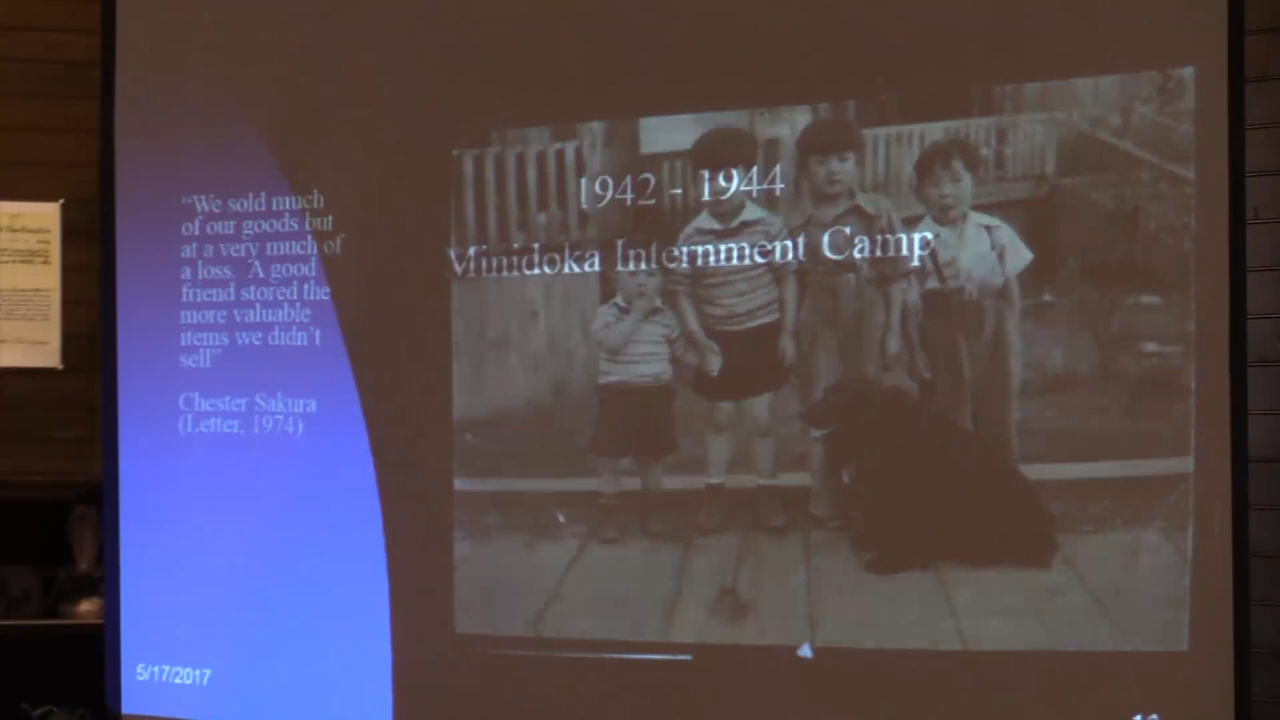 “We sold much
of our goods but
at a very much of
a loss.  A good
friend stored the
more valuable
items we didn’t
sell”
Chester Sakura
(Letter, 1974)
1942 - 1944
Minidoka Internment Camp
5/17/2017